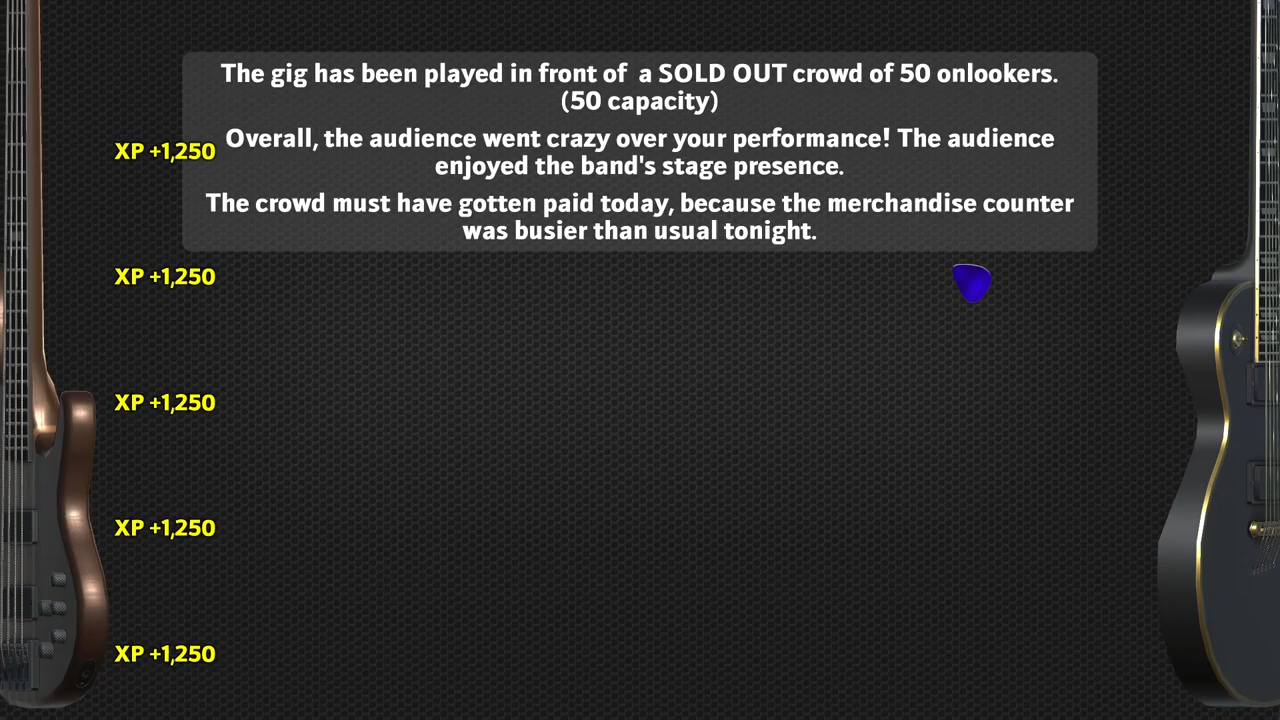 The gig has been played in front of  a SOLD OUT crowd of 50 onlookers.
(50 capacity)
Overall, the audience went crazy over your performance! The audience
enjoyed the band's stage presence.
The crowd must have gotten paid today, because the merchandise counter
was busier than usual tonight.
XP +1,250
XP +1,250
XP +1,250
XP +1,250
XP +1,250